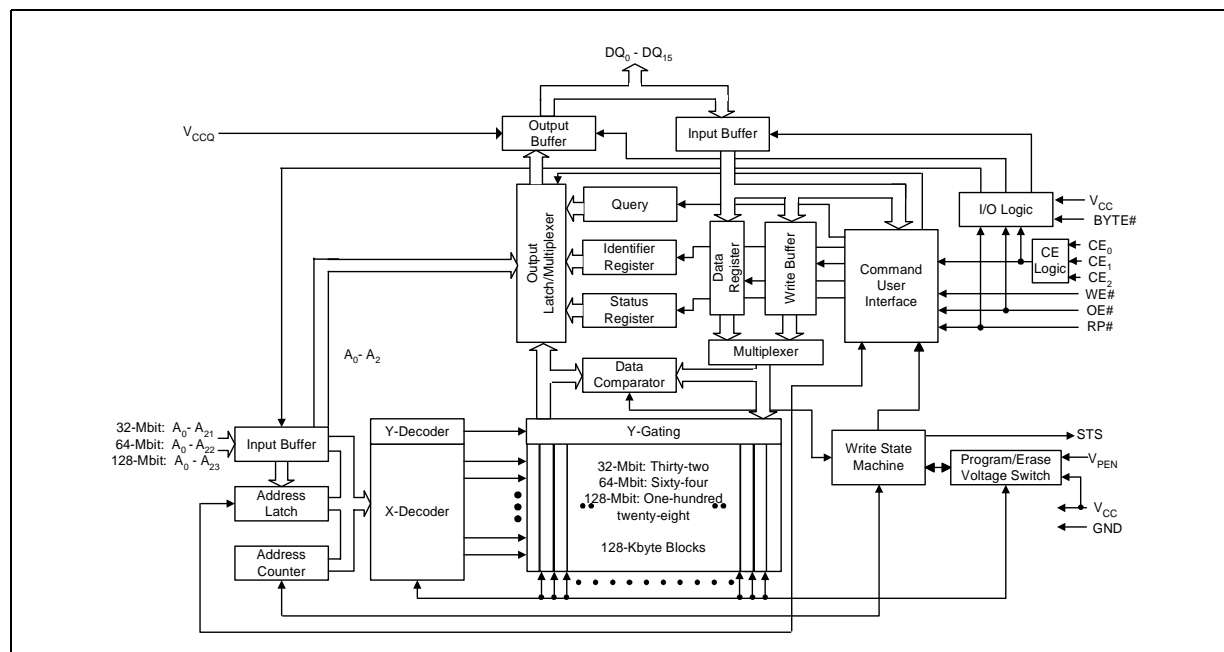 DQ0 - DQ15
VCCQ
Output
Buffer
Input Buffer
Output
Latch/Multiplexer
Query
Identifier
Register
Status
Register
Data
Register
Write Buffer
Command
User
Interface
I/O Logic
VCC
BYTE#
CE
Logic
CE0
CE1
CE2
WE#
OE#
RP#
Multiplexer
Data
Comparator
A0- A2
32-Mbit: A0- A21
64-Mbit: A0 - A22
128-Mbit: A0 - A23
Input Buffer
Address
Latch
Address
Counter
Y-Decoder
X-Decoder
Y-Gating
32-Mbit: Thirty-two
64-Mbit: Sixty-four
128-Mbit: One-hundred
twenty-eight
128-Kbyte Blocks
Write State
Machine
Program/Erase
Voltage Switch
STS
VPEN
VCC
GND